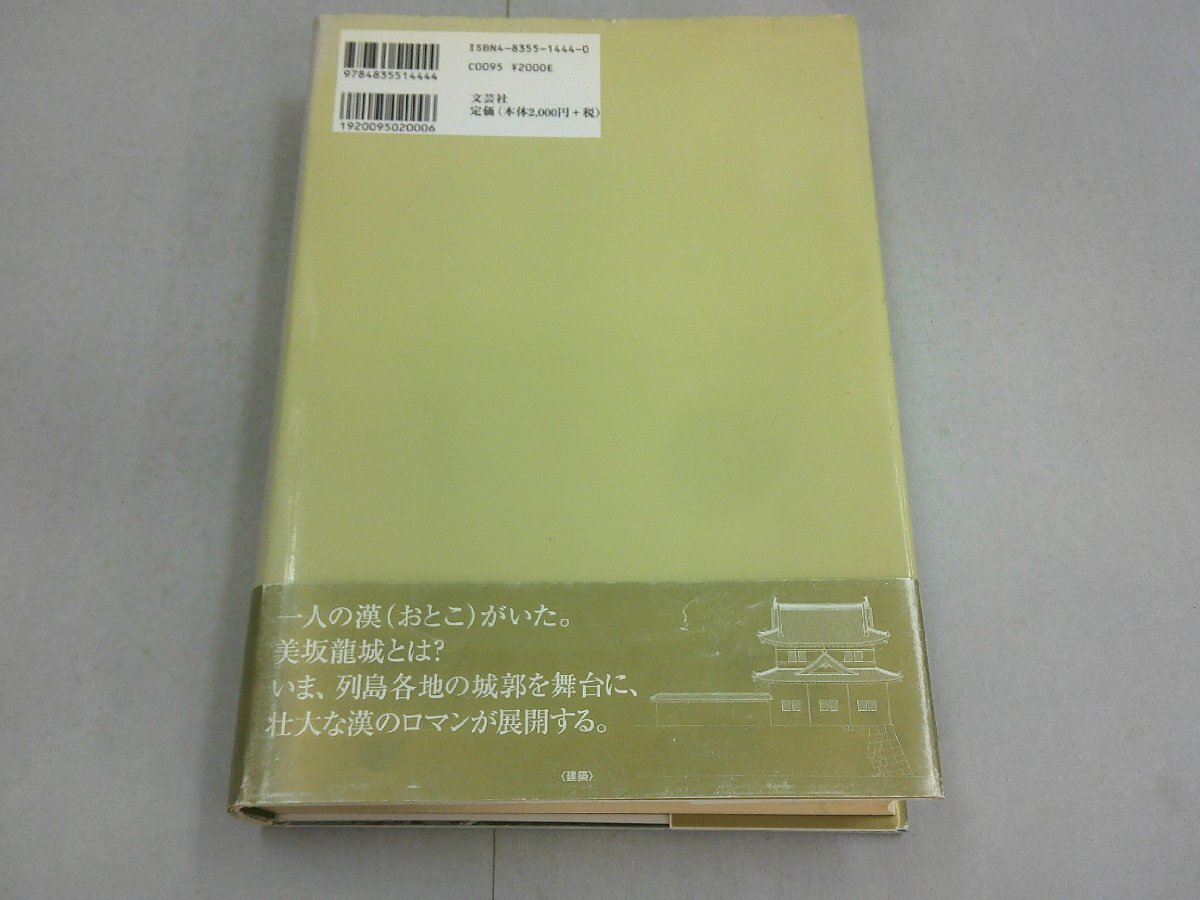 9784835514444
1920095020006
ISBN4-8355-1444-0
C0095 ¥2000E
文芸社
定価(本体2,000円+税)
一人の漢(おとこ)がいた。
美坂龍城とは?
いま、列島各地の城郭を舞台に、
壮大な漢のロマンが展開する。
〈建築〉